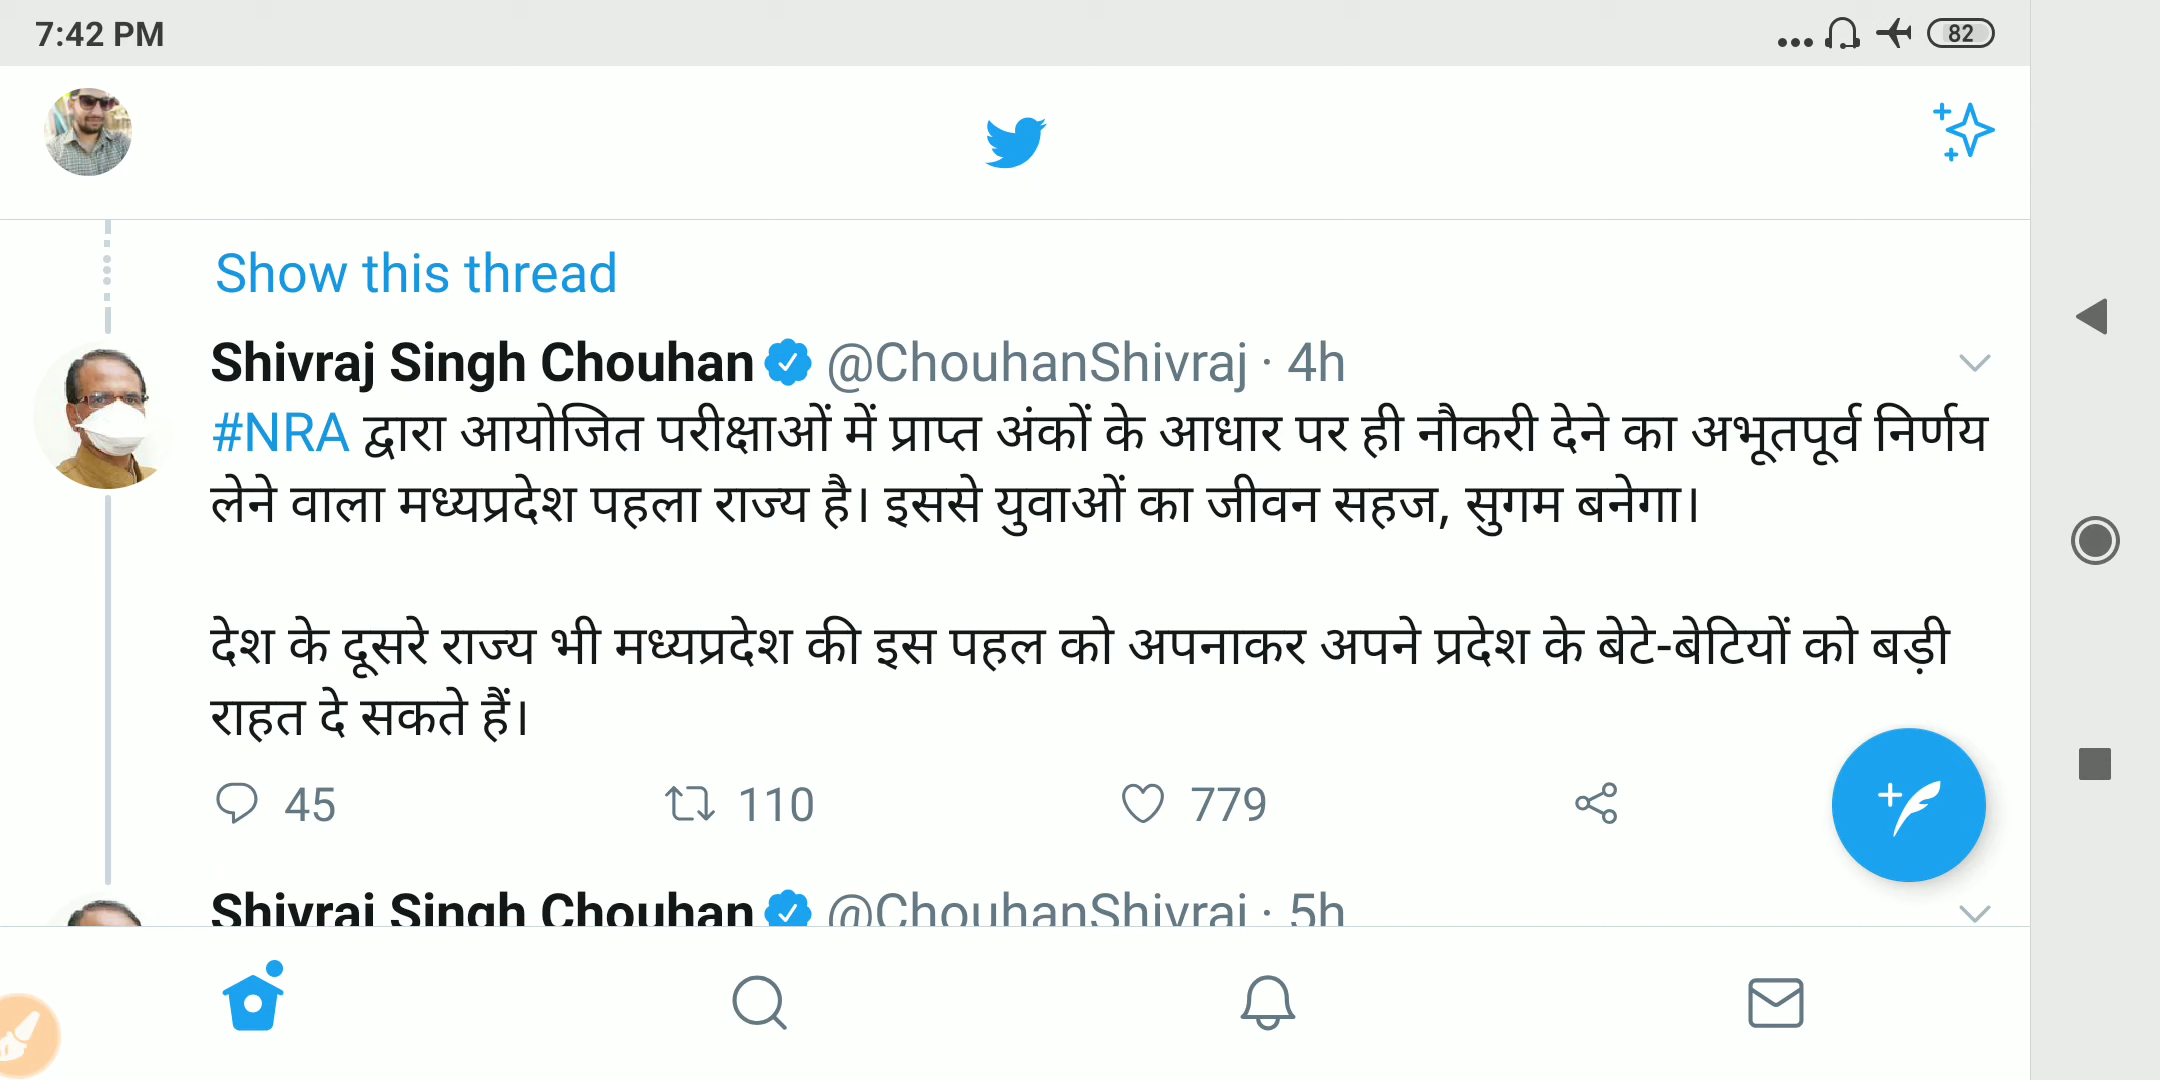 7:42 PM
82
Show this thread
Shivraj Singh Chouhan @ChouhanShivraj · 4h
#NRA द्वारा आयोजित परीक्षाओं में प्राप्त अंकों के आधार पर ही नौकरी देने का अभूतपूर्व निर्णय
लेने वाला मध्यप्रदेश पहला राज्य है। इससे युवाओं का जीवन सहज, सुगम बनेगा।
देश के दूसरे राज्य भी मध्यप्रदेश की इस पहल को अपनाकर अपने प्रदेश के बेटे-बेटियों को बड़ी
राहत दे सकते हैं।
45 110 779
Shivraj Singh Chouhan @ChouhanShivraj · 5h